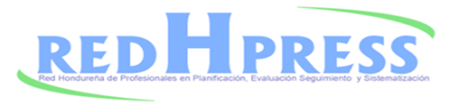 REDHPRESS
Red Hondureña de Profesionales en Planificación, Evaluación Seguimiento y Sistematización